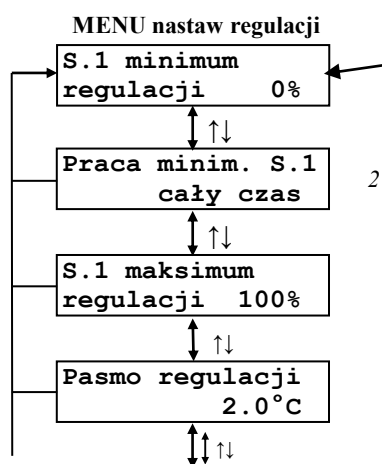 MENU nastaw regulacji
S.1 minimum
regulacji 0%
↑↓
Praca minim. S.1
cały czas
2
↑↓
S.1 maksimum
regulacji 100%
↑↓
Pasmo regulacji
2.0°C
↑↓